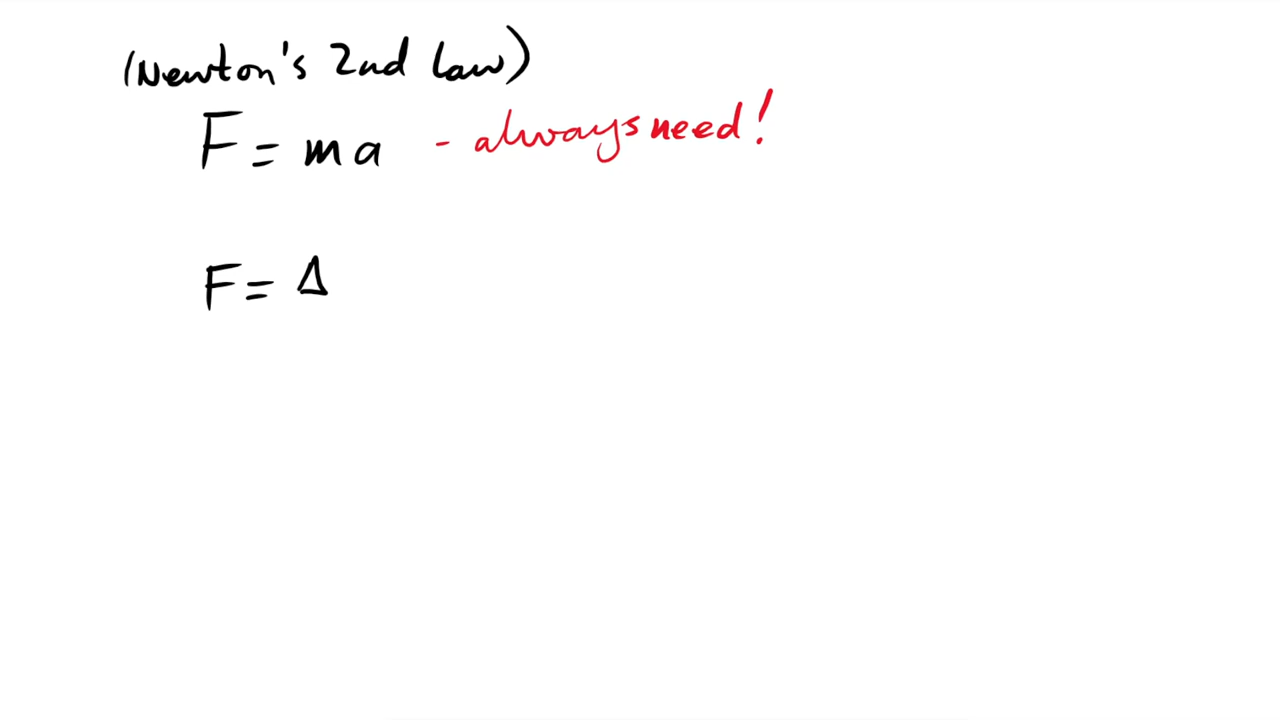 (Newton's 2nd Law)
F = ma - always need!
F = Δ